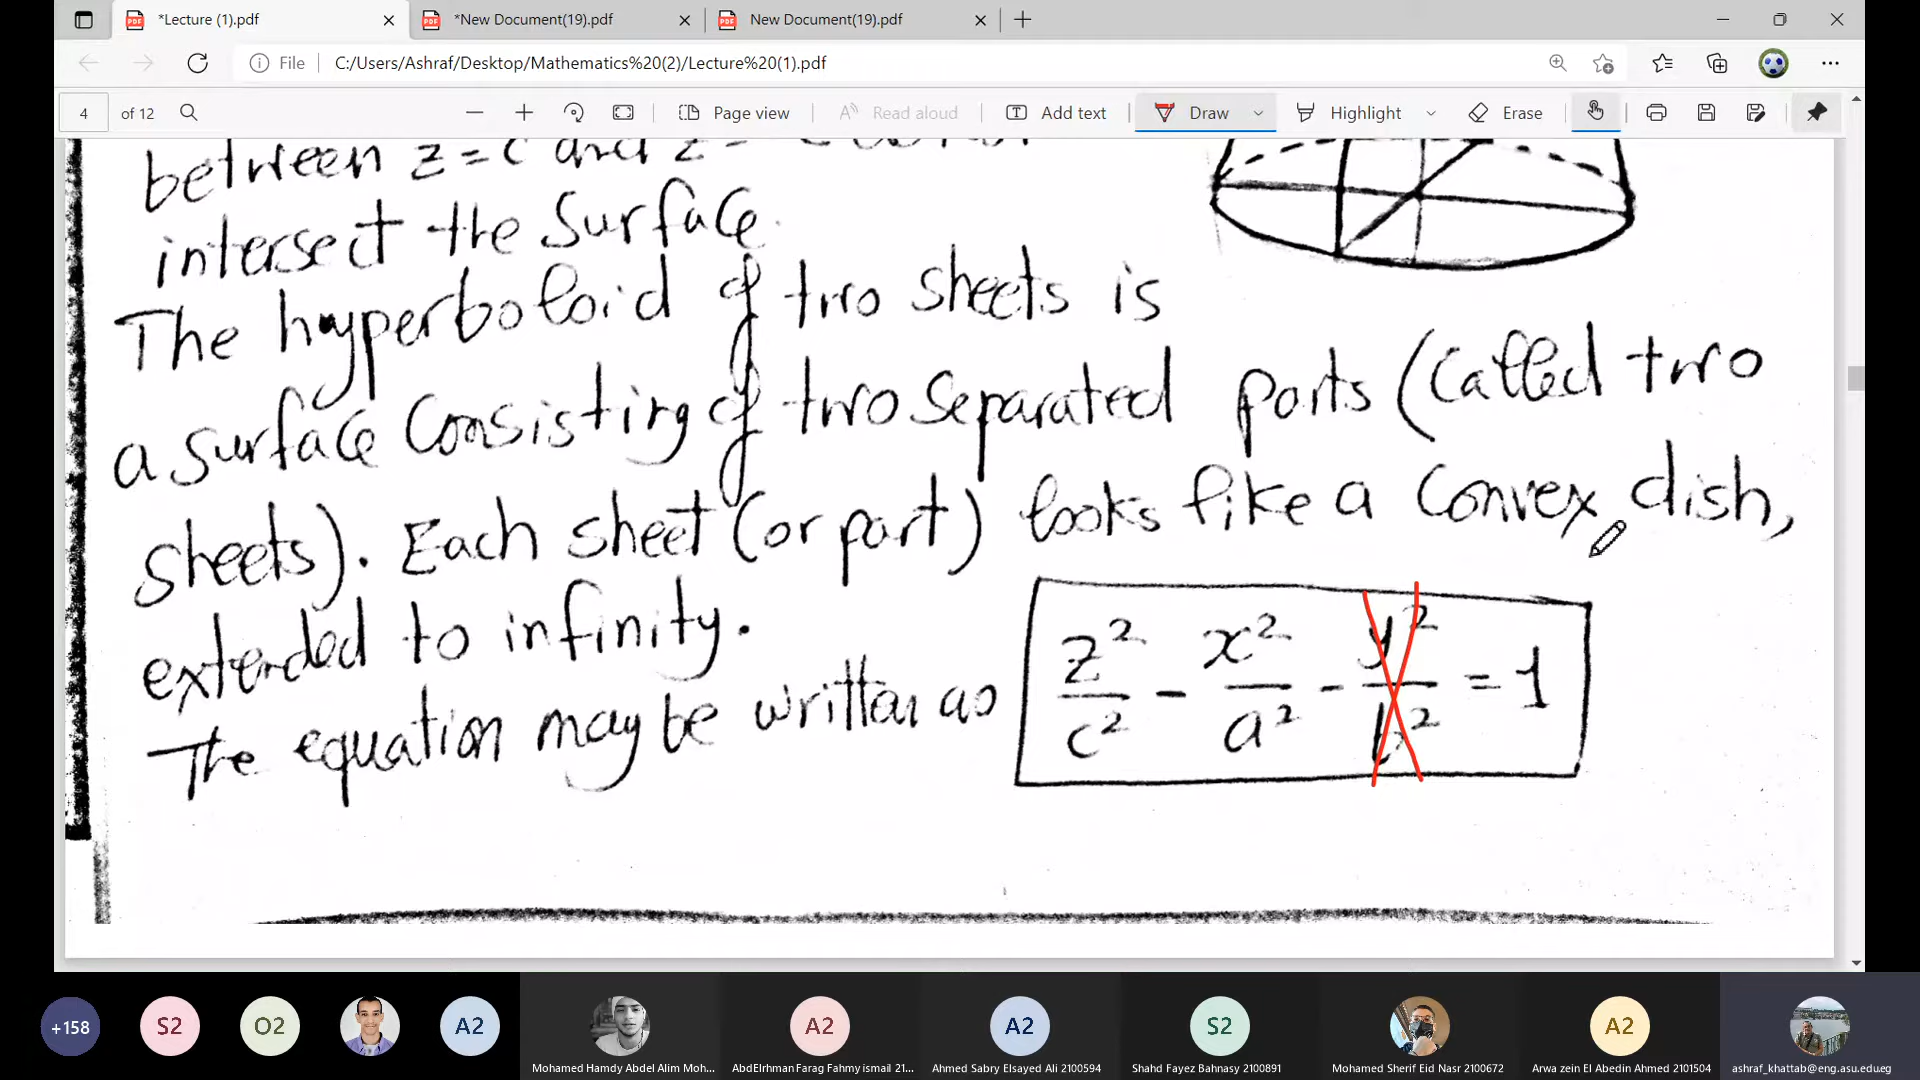 *Lecture (1).pdf
*New Document(19).pdf
New Document(19).pdf
File
C:/Users/Ashraf/Desktop/Mathematics%20(2)/Lecture%20(1).pdf
4 of 12
Page view
Read aloud
Add text
Draw
Highlight
Erase
between z = c and z =
intersect the surface.
The hyperboloid of two sheets is
a surface consisting of two separated parts (called two
sheets). Each sheet (or part) looks like a convex dish,
extended to infinity.
The equation may be written as z²/c² - x²/a² - y²/b² = 1
+158
S2
O2
A2
A2
A2
S2
A2
Mohamed Hamdy Abdel Alim Moh...
AbdElrhman Farag Fahmy ismail 21...
Ahmed Sabry Elsayed Ali 2100594
Shahd Fayez Bahnasy 2100891
Mohamed Sherif Eid Nasr 2100672
Arwa zein El Abedin Ahmed 2101504
ashraf_khattab@eng.asu.edu.eg